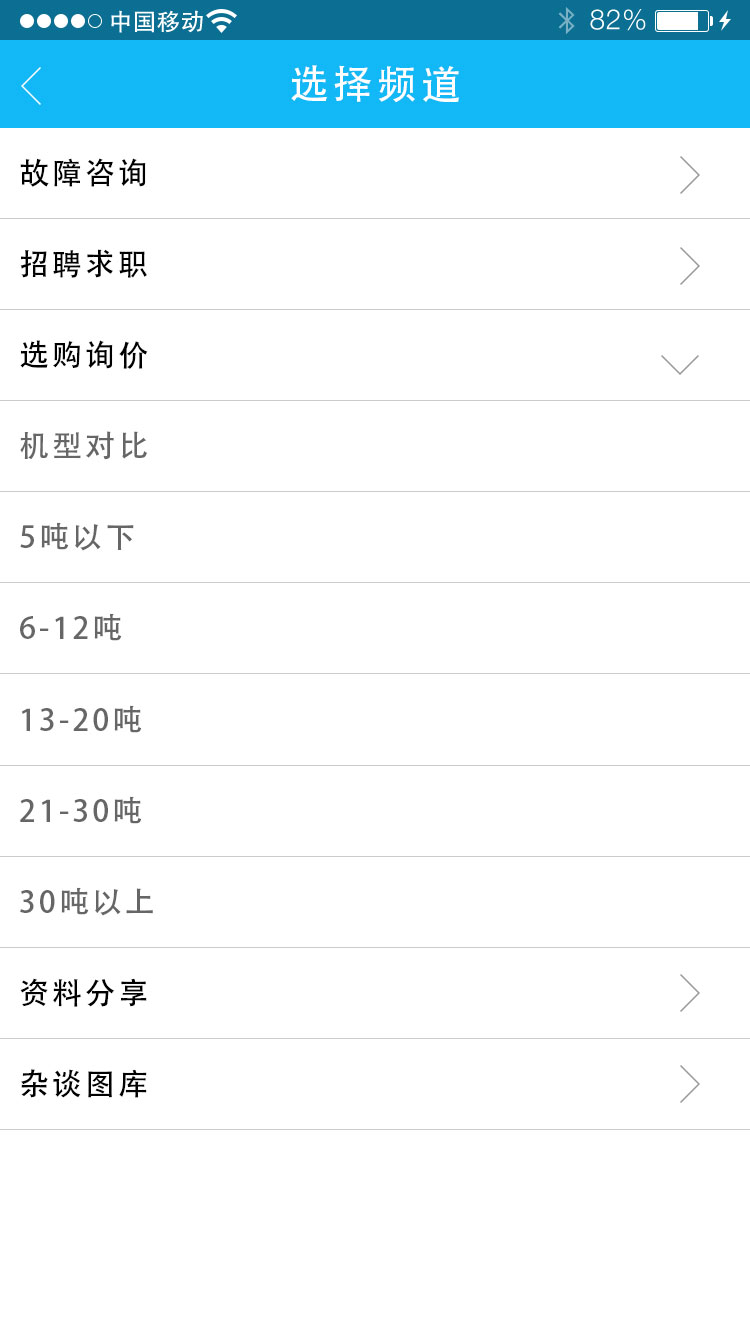 中国移动 82%
选择频道
故障咨询
招聘求职
选购询价
机型对比
5吨以下
6-12吨
13-20吨
21-30吨
30吨以上
资料分享
杂谈图库